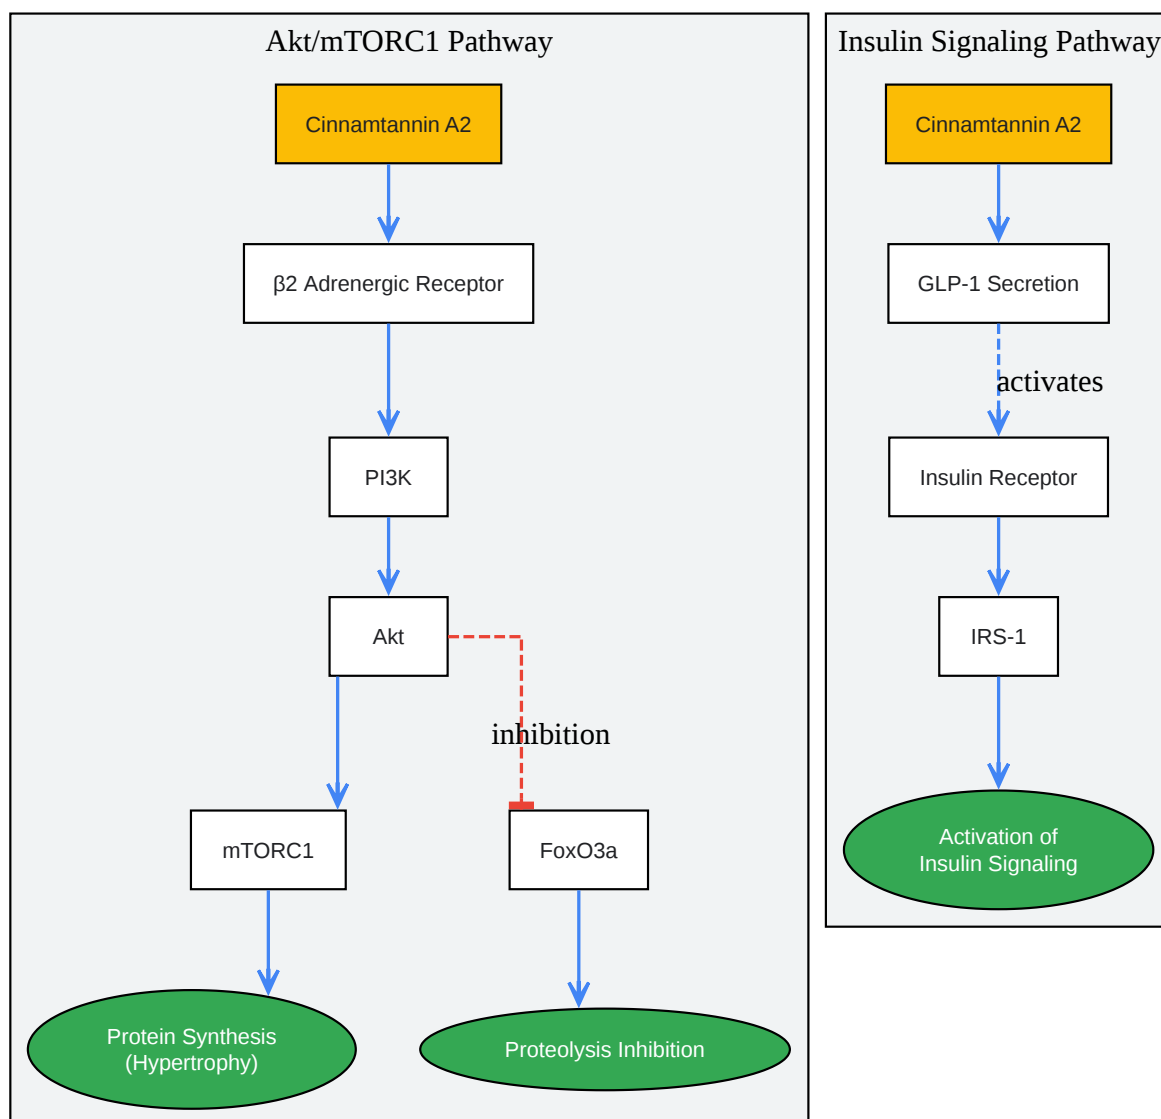 Akt/mTORC1 Pathway
Cinnamtannin A2
β2 Adrenergic Receptor
PI3K
Akt
inhibition
mTORC1
FoxO3a
Protein Synthesis
(Hypertrophy)
Proteolysis Inhibition
Insulin Signaling Pathway
Cinnamtannin A2
GLP-1 Secretion
activates
Insulin Receptor
IRS-1
Activation of
Insulin Signaling